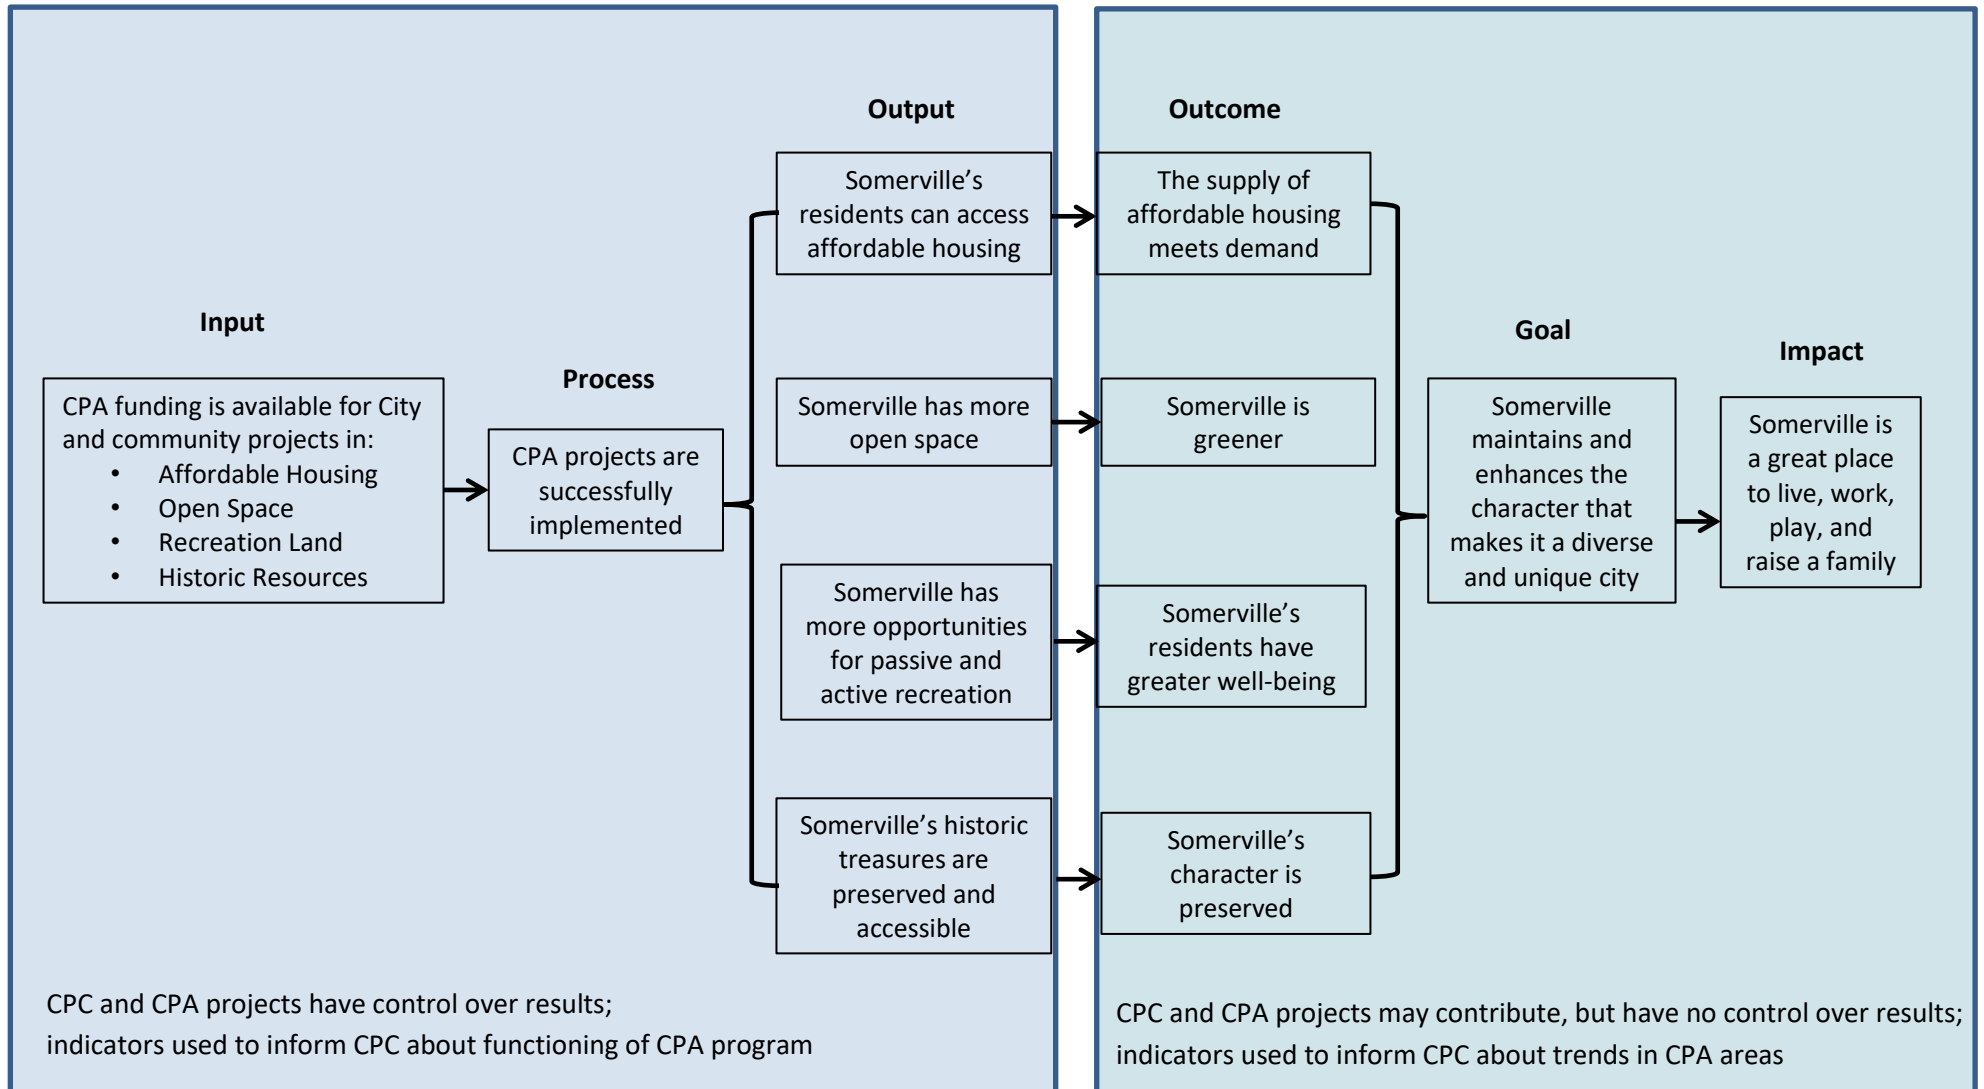 Input
CPA funding is available for City
and community projects in:
• Affordable Housing
• Open Space
• Recreation Land
• Historic Resources
Process
CPA projects are
successfully
implemented
Output
Somerville’s
residents can access
affordable housing
Somerville has more
open space
Somerville has
more opportunities
for passive and
active recreation
Somerville’s historic
treasures are
preserved and
accessible
CPC and CPA projects have control over results;
indicators used to inform CPC about functioning of CPA program
Outcome
The supply of
affordable housing
meets demand
Somerville is
greener
Somerville’s
residents have
greater well-being
Somerville’s
character is
preserved
Goal
Somerville
maintains and
enhances the
character that
makes it a diverse
and unique city
Impact
Somerville is
a great place
to live, work,
play, and
raise a family
CPC and CPA projects may contribute, but have no control over results;
indicators used to inform CPC about trends in CPA areas